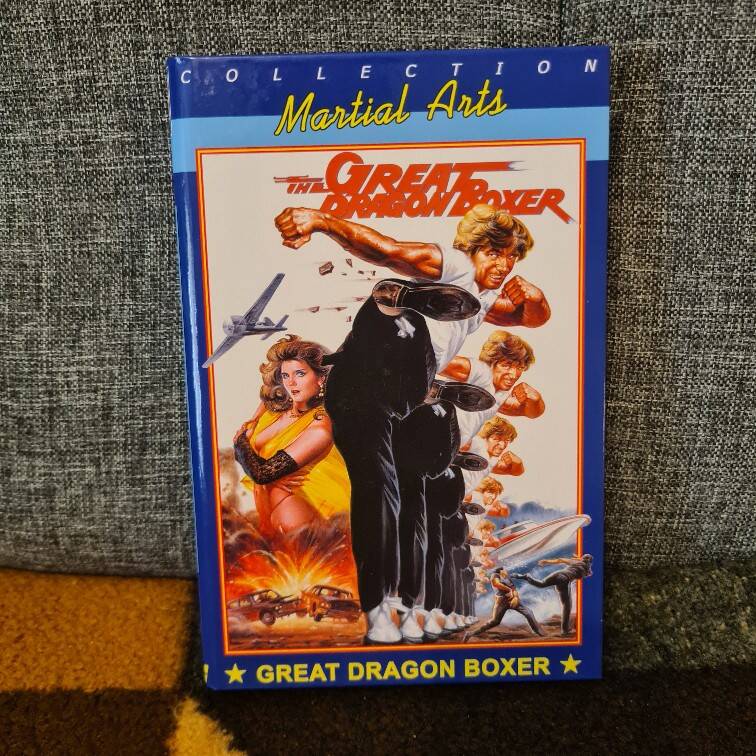 COLLECTION
Martial Arts
THE GREAT
DRAGON BOXER
★ GREAT DRAGON BOXER ★